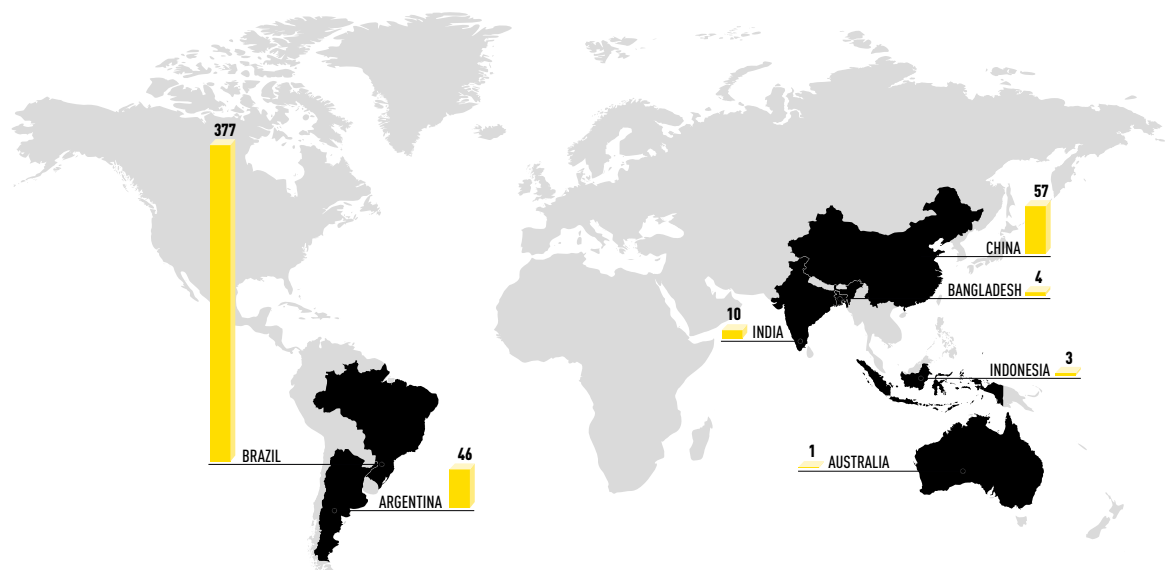 377
BRAZIL
46
ARGENTINA
10
INDIA
57
CHINA
4
BANGLADESH
3
INDONESIA
1
AUSTRALIA